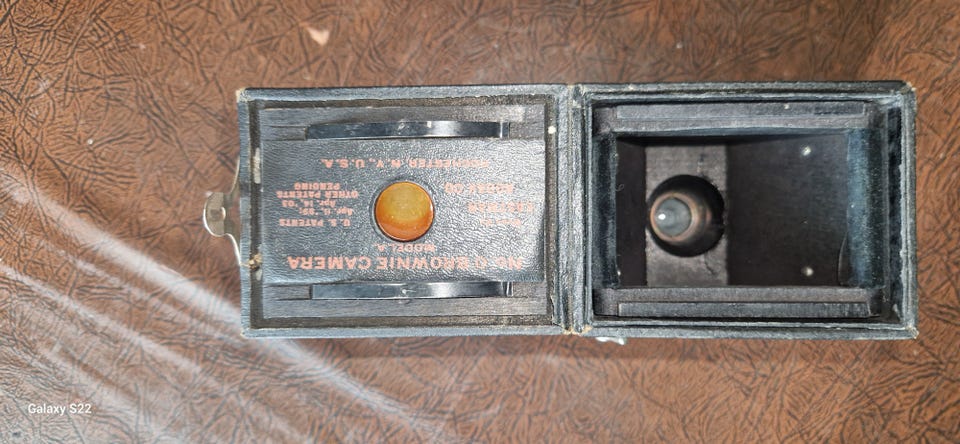 No 0 BROWNIE CAMERA
MODEL A.
U. S. PATENTS
OTHER PATENTS
PENDING
EASTMAN
KODAK CO.
ROCHESTER, N. Y., U. S. A.
Galaxy S22